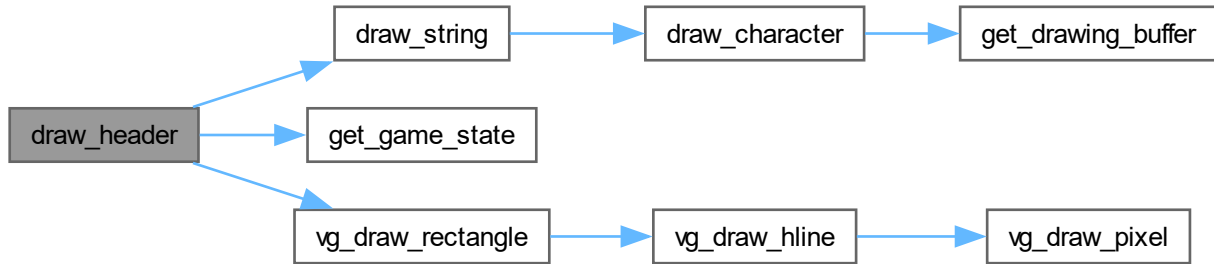 draw_string
draw_character
get_drawing_buffer
draw_header
get_game_state
vg_draw_rectangle
vg_draw_hline
vg_draw_pixel